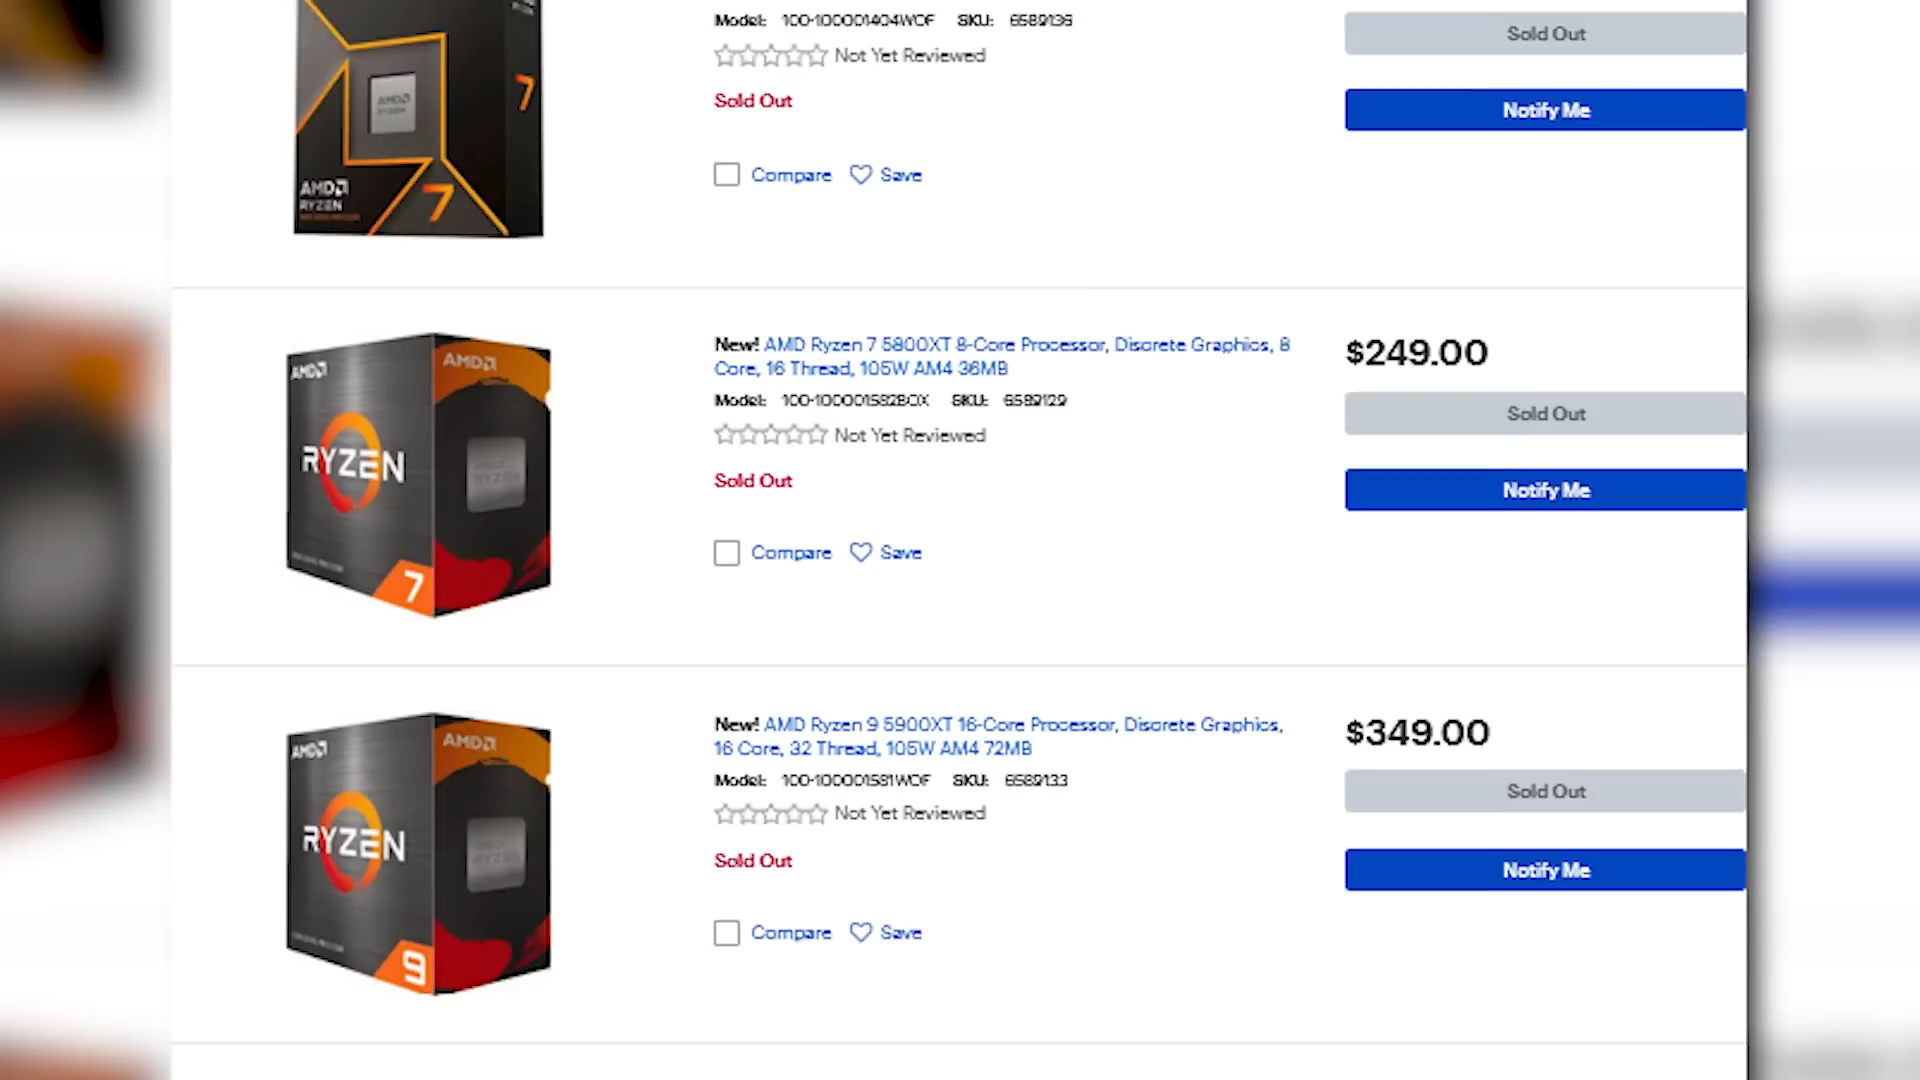 Model: 100-100001404WOF SKU: 6589136
Sold Out
Not Yet Reviewed
7
AMD
Sold Out
Notify Me
AMD
RYZEN
7
Compare Save
New! AMD Ryzen 7 5800XT 8-Core Processor, Discrete Graphics, 8
Core, 16 Thread, 105W AM4 36MB
$249.00
AMD
AMD
Model: 100-100001582BOX SKU: 6589129
Sold Out
Not Yet Reviewed
RYZEN
Sold Out
Notify Me
Compare Save
7
New! AMD Ryzen 9 5900XT 16-Core Processor, Discrete Graphics,
16 Core, 32 Thread, 105W AM4 72MB
$349.00
AMD
AMD
Model: 100-100001581WOF SKU: 6589133
Sold Out
Not Yet Reviewed
RYZEN
Sold Out
Notify Me
Compare Save
9